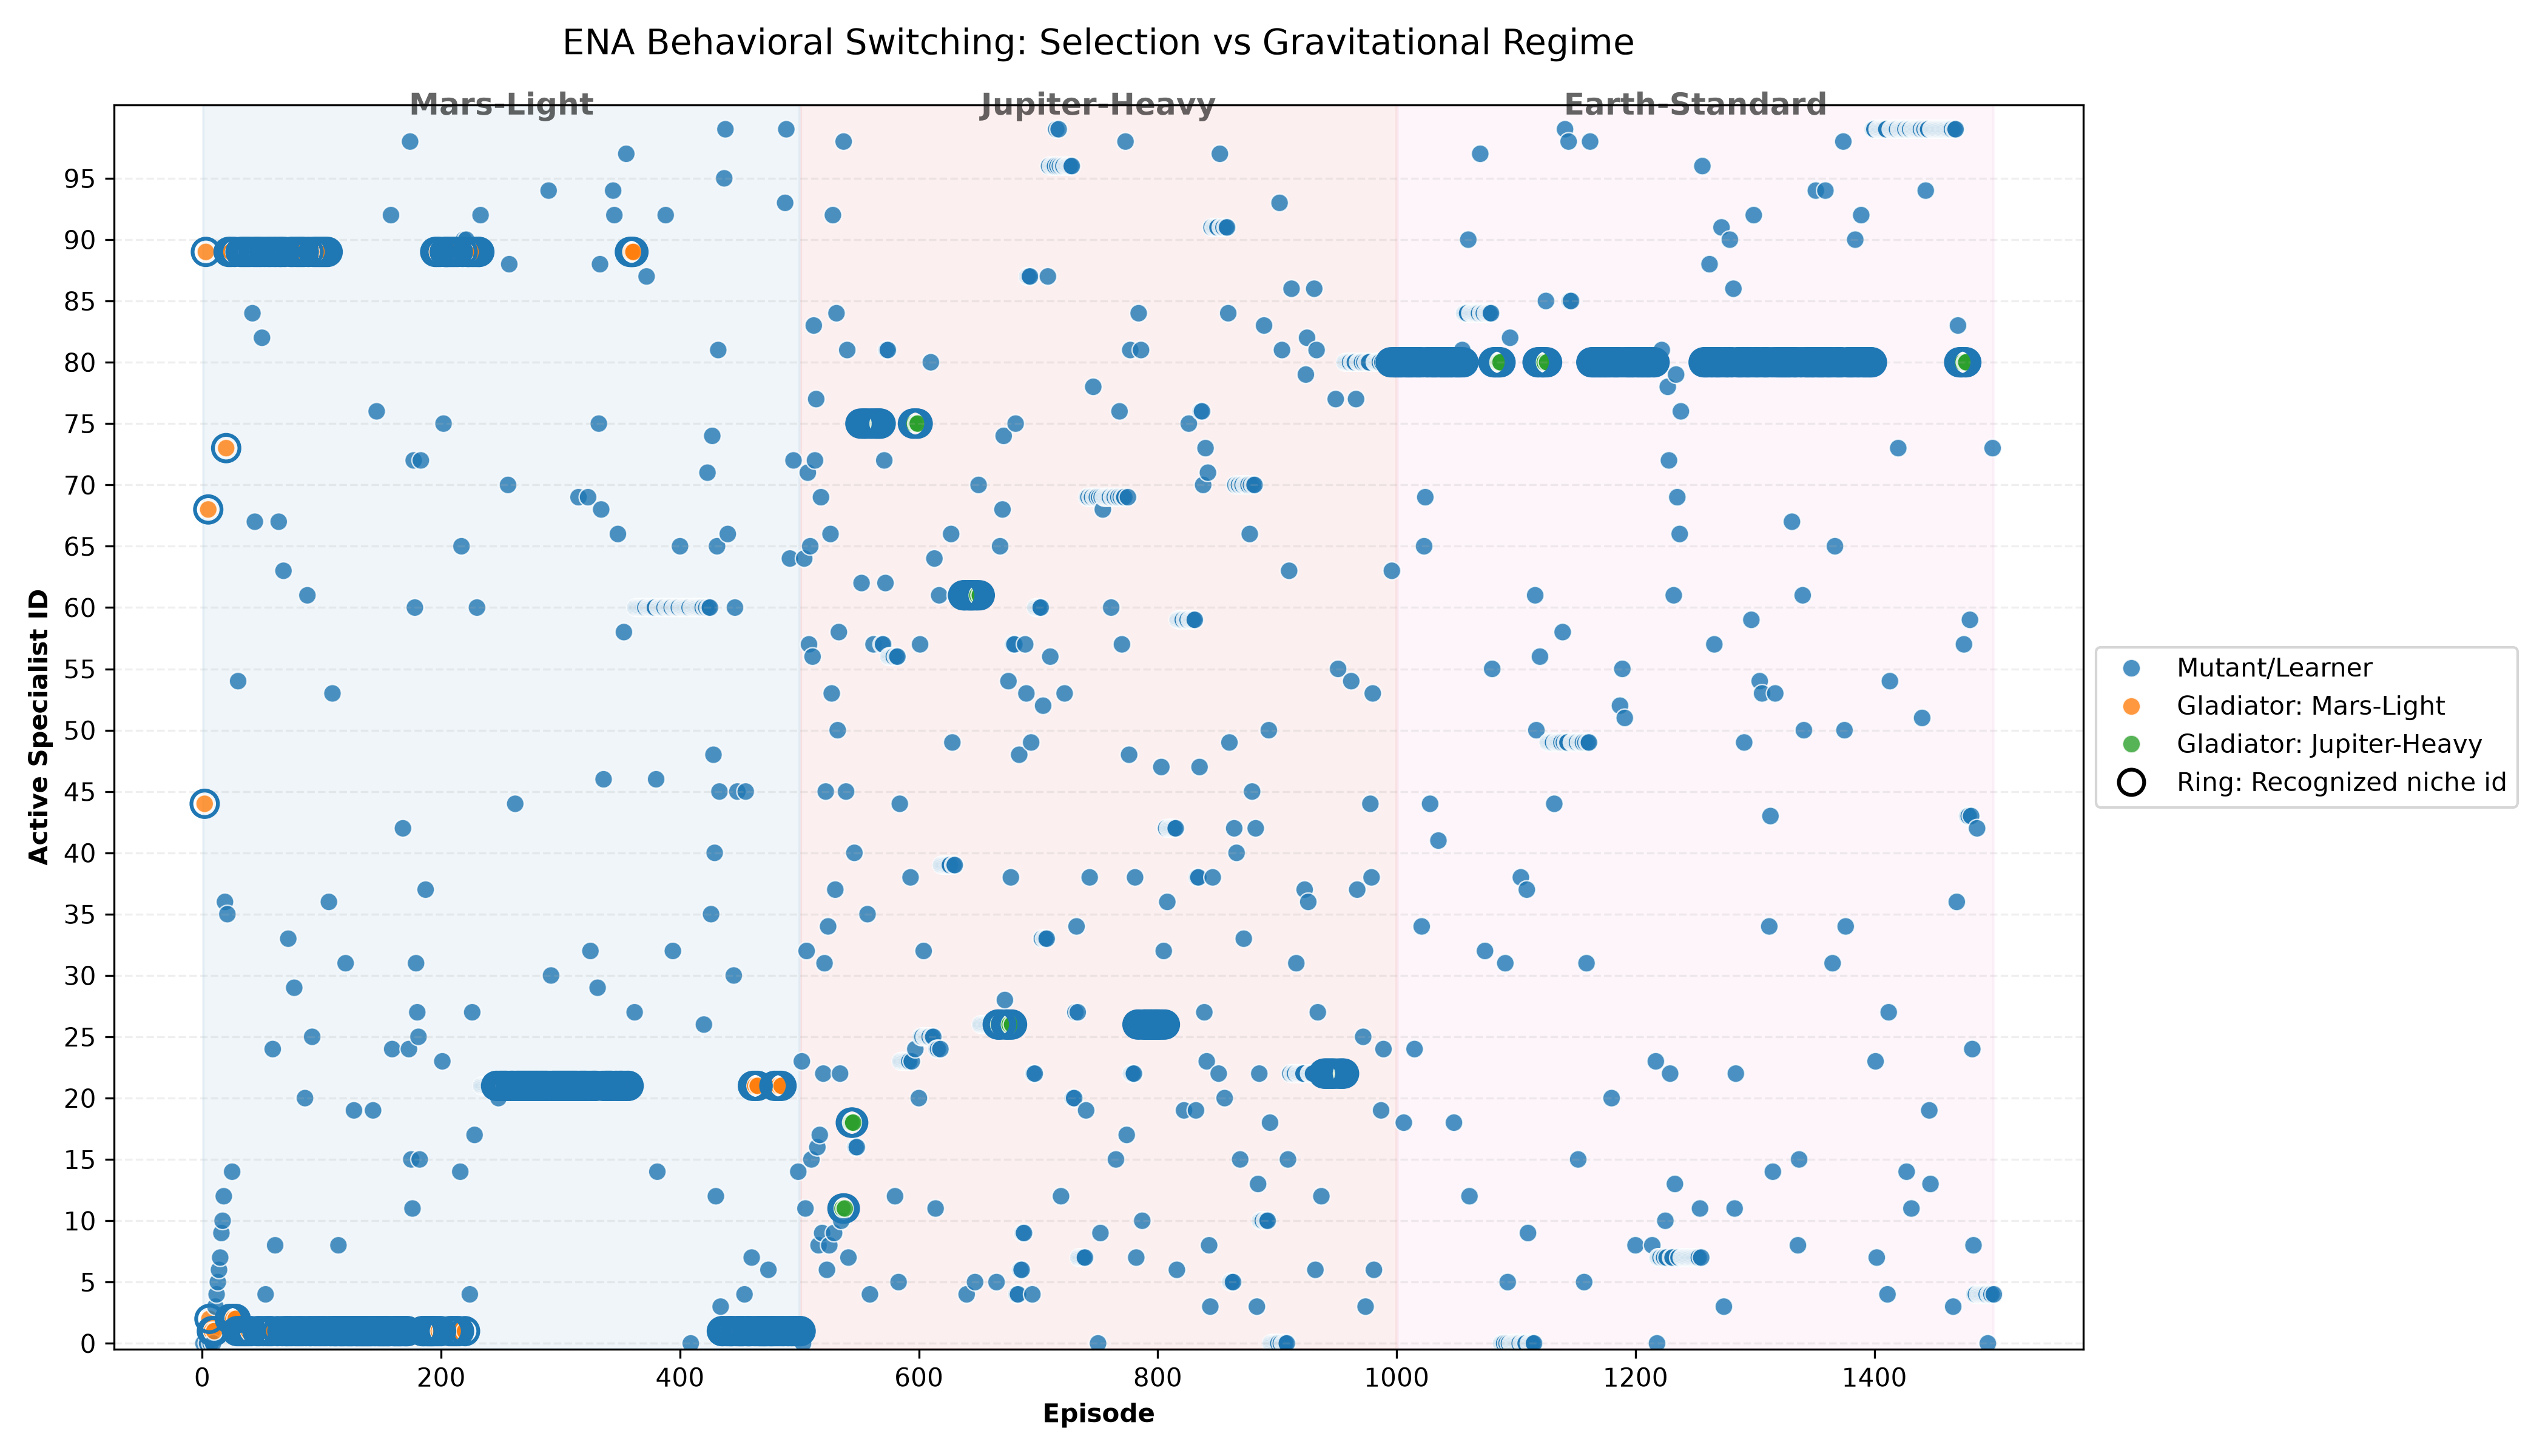 ENA Behavioral Switching: Selection vs Gravitational Regime
Mars-Light
Jupiter-Heavy
Earth-Standard
Active Specialist ID
95
90
85
80
75
70
65
60
55
50
45
40
35
30
25
20
15
10
5
0
0
200
400
600
800
1000
1200
1400
Episode
Mutant/Learner
Gladiator: Mars-Light
Gladiator: Jupiter-Heavy
Ring: Recognized niche id